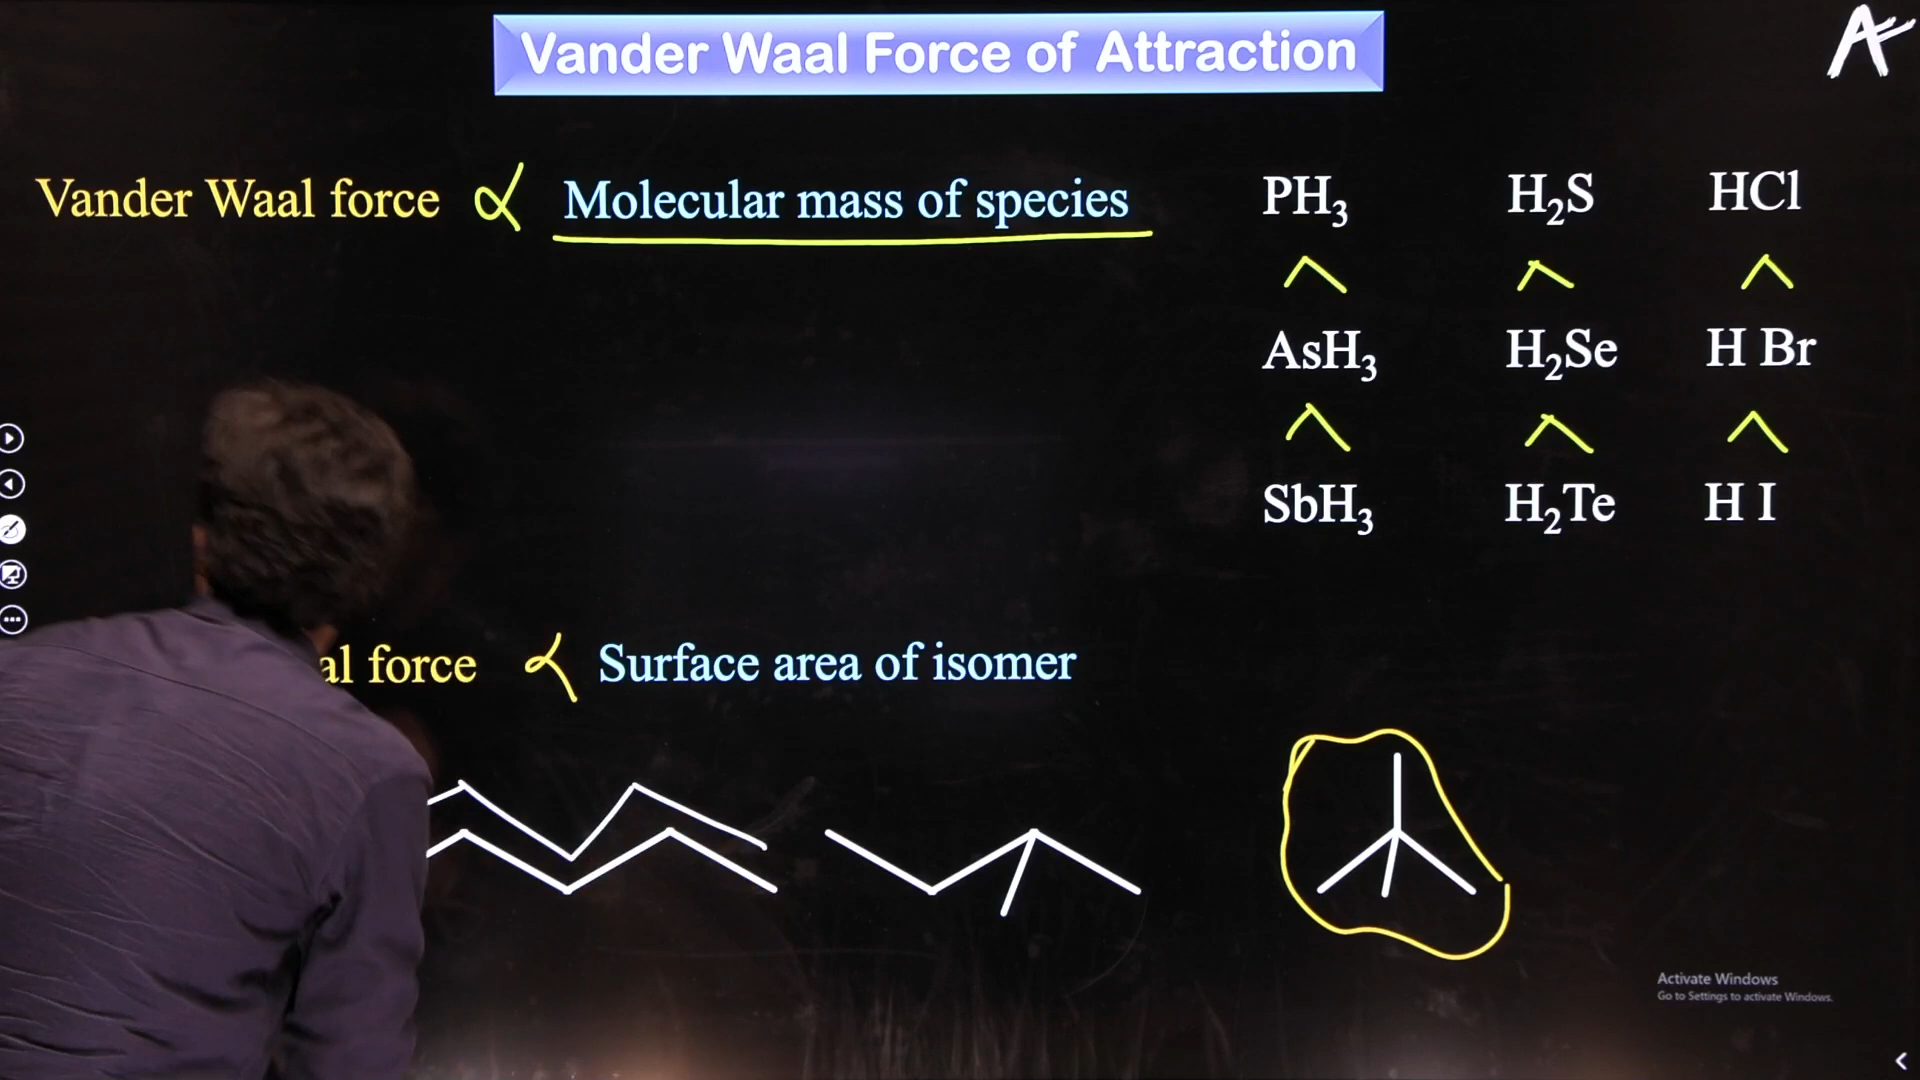 Vander Waal Force of Attraction
Vander Waal force ∝ Molecular mass of species
PH₃ H₂S HCl
∧ ∧ ∧
AsH₃ H₂Se H Br
∧ ∧ ∧
SbH₃ H₂Te H I
al force ∝ Surface area of isomer
Activate Windows
Go to Settings to activate Windows.